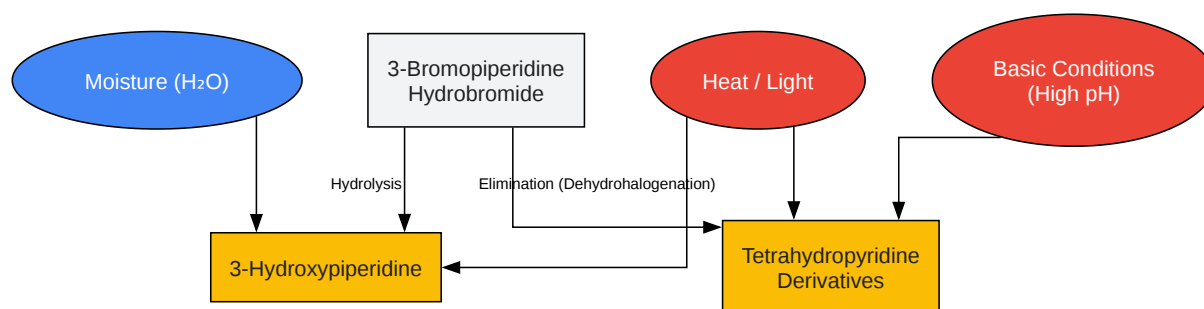 Moisture (H₂O)
3-Bromopiperidine
Hydrobromide
Heat / Light
Basic Conditions
(High pH)
Hydrolysis
Elimination (Dehydrohalogenation)
3-Hydroxypiperidine
Tetrahydropyridine
Derivatives